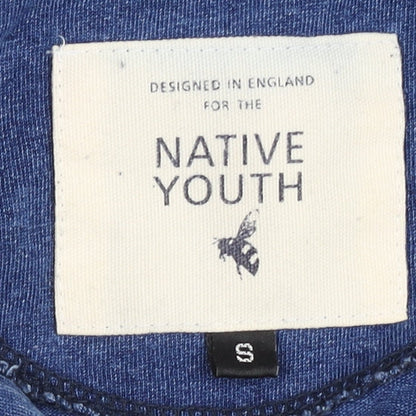 DESIGNED IN ENGLAND
FOR THE
NATIVE
YOUTH
S